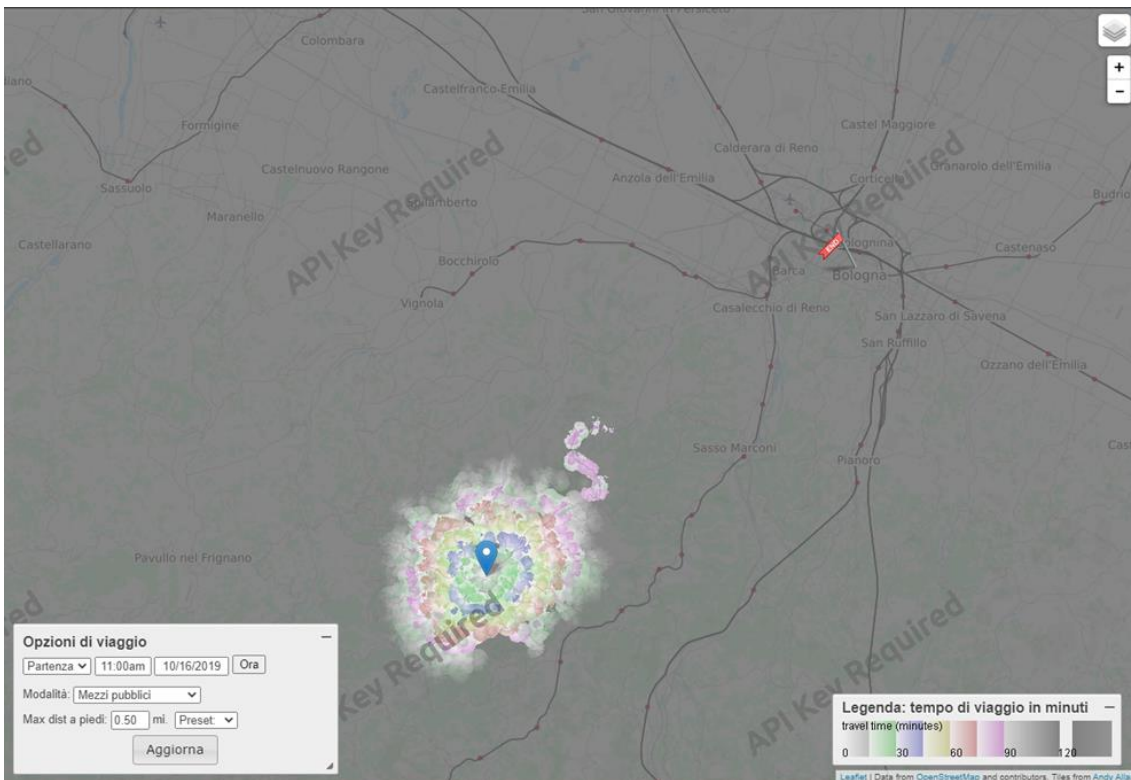 San Giovanni in Persiceto
Colombara
Castelfranco-Emilia
Formigine
Castel Maggiore
Calderara di Reno
Granarolo dell'Emilia
Castelnuovo Rangone
Anzola dell'Emilia
Corticella
Sassuolo
Budrio
Spilamberto
Maranello
API Key Required
API Key Required
Castellarano
END
Bolognina
Castenaso
Bocchirolo
Barca
Bologna
Vignola
Casalecchio di Reno
San Lazzaro di Savena
San Ruffillo
Ozzano dell'Emilia
Sasso Marconi
Pianoro
Pavullo nel Frignano
API Key Required
API Key Required
Opzioni di viaggio
Partenza 11:00am 10/16/2019 Ora
Modalità: Mezzi pubblici
Max dist a piedi: 0.50 mi. Preset:
Aggiorna
+
−
Legenda: tempo di viaggio in minuti
travel time (minutes)
0 30 60 90 120
Leaflet | Data from OpenStreetMap and contributors, Tiles from Andy Alla